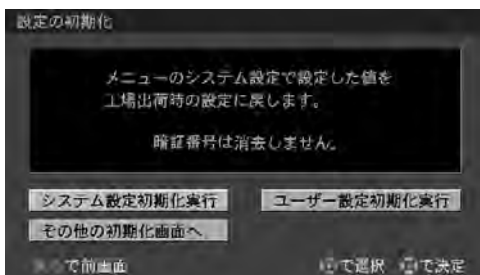 設定の初期化
メニューのシステム設定で設定した値を
工場出荷時の設定に戻します。
暗証番号は消去しません。
システム設定初期化実行
ユーザー設定初期化実行
その他の初期化画面へ
で前画面
で選択 で決定